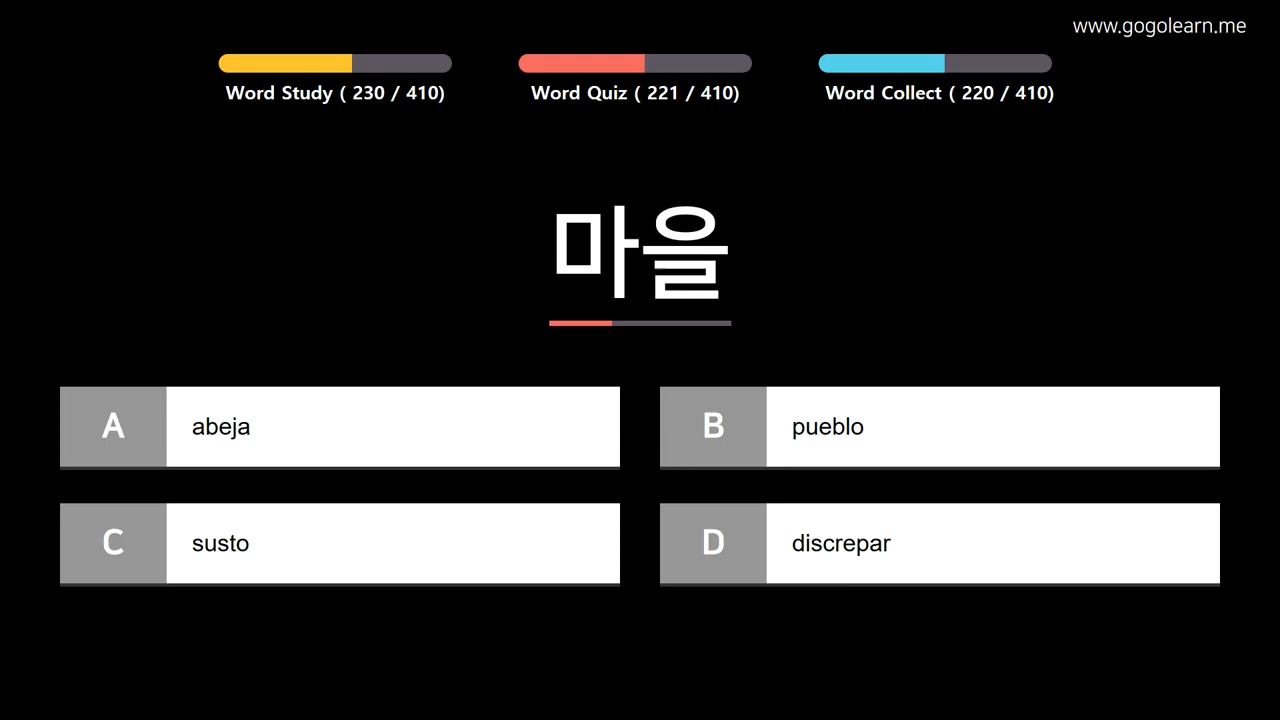 www.gogolearn.me
Word Study ( 230 / 410)
Word Quiz ( 221 / 410)
Word Collect ( 220 / 410)
마을
A abeja
B pueblo
C susto
D discrepar